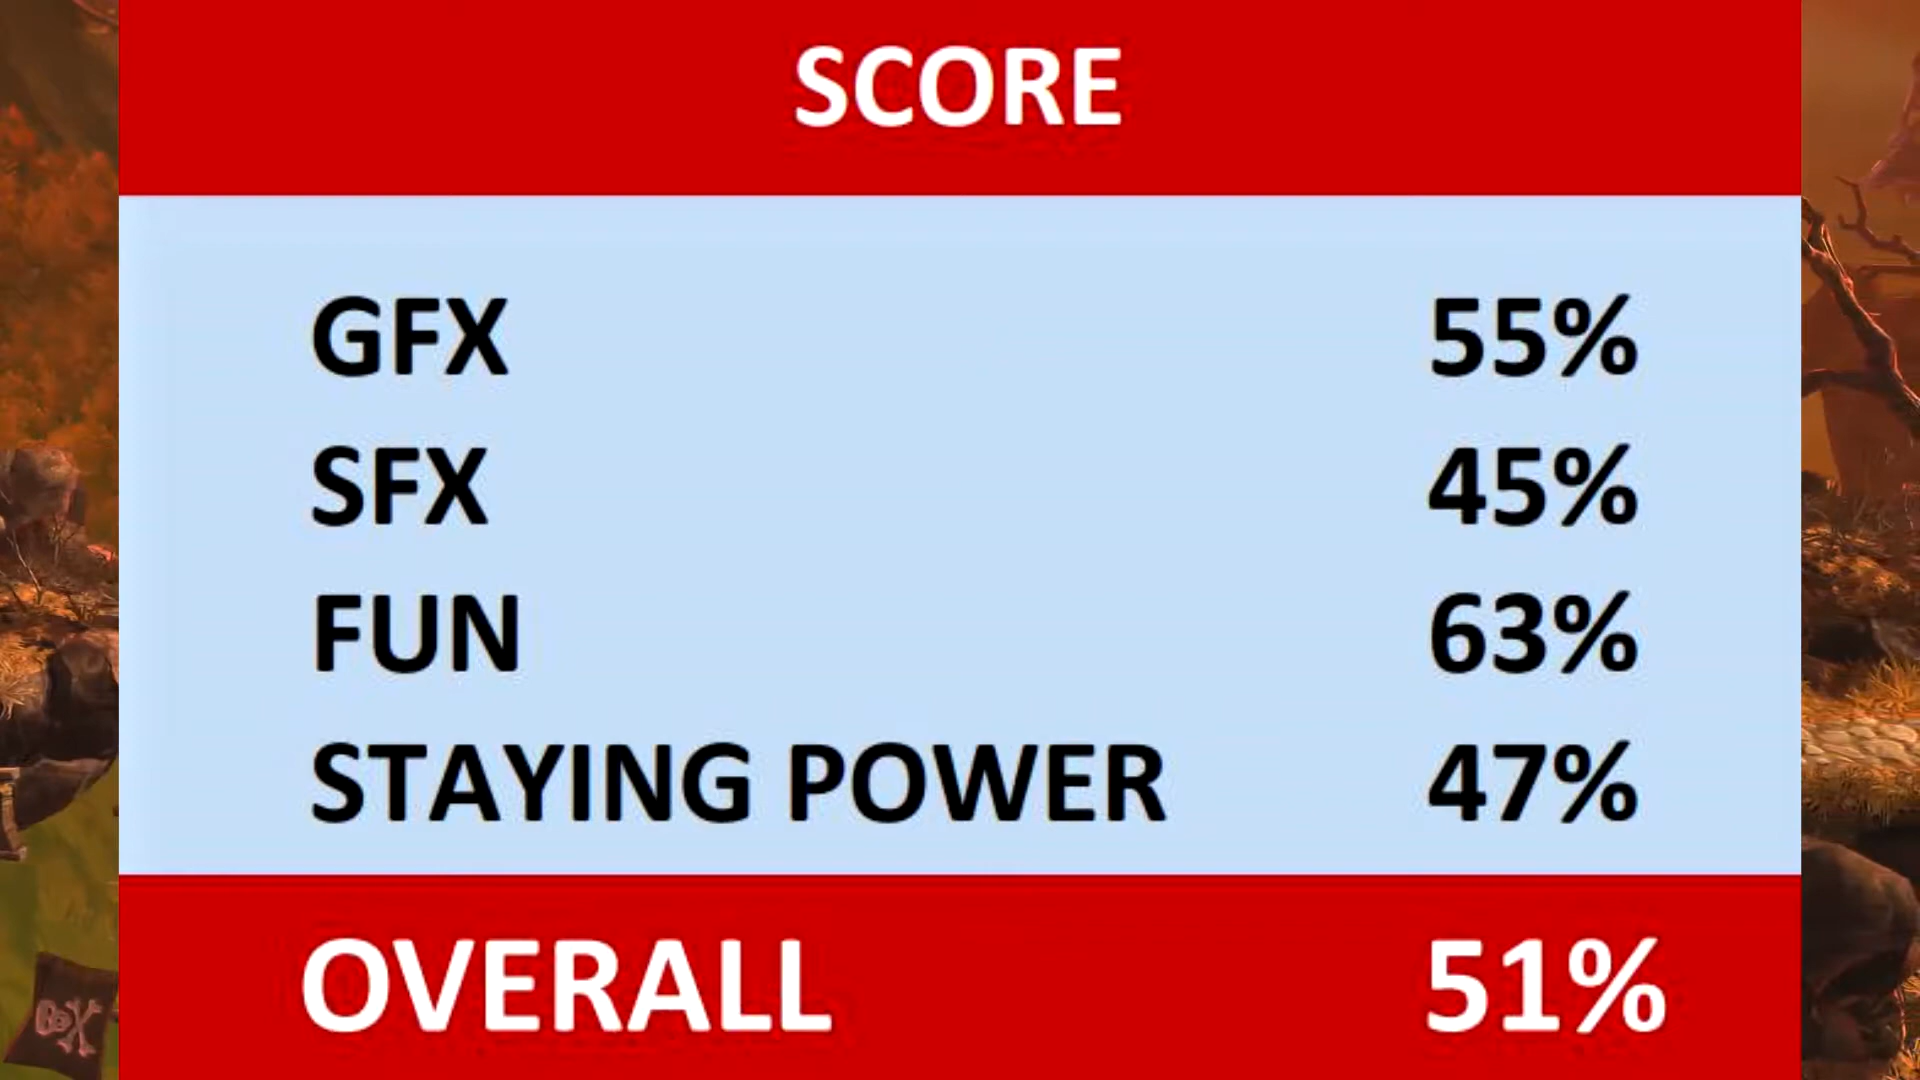 SCORE
GFX 55%
SFX 45%
FUN 63%
STAYING POWER 47%
OVERALL 51%